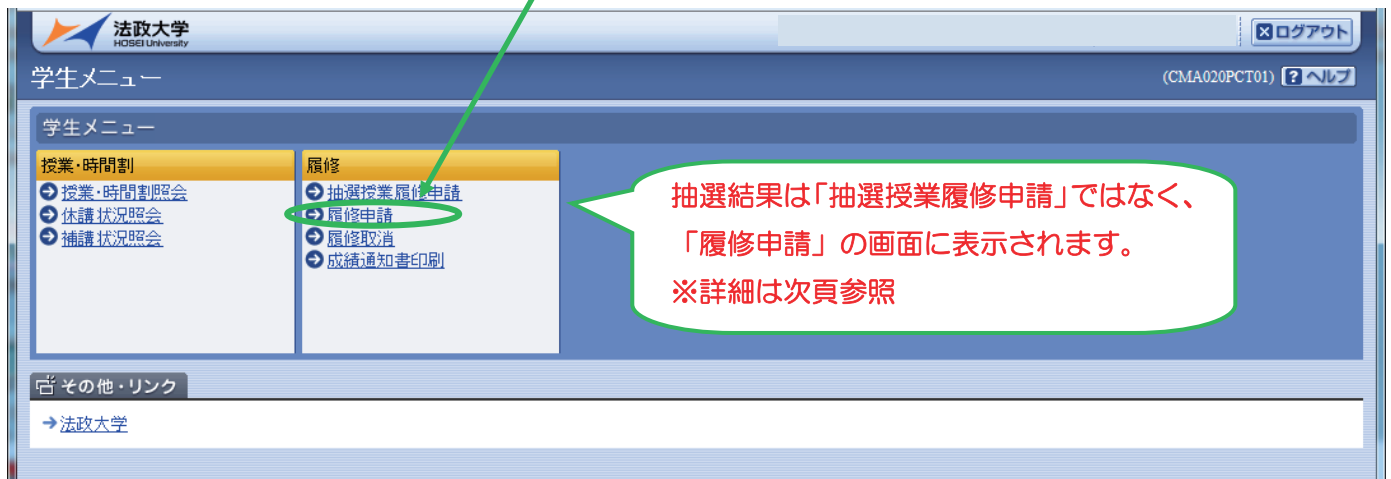 法政大学
HOSEI University
ログアウト
学生メニュー
(CMA020PCT01) ? ヘルプ
学生メニュー
授業・時間割
授業・時間割照会
休講状況照会
補講状況照会
履修
抽選授業履修申請
履修申請
履修取消
成績通知書印刷
抽選結果は「抽選授業履修申請」ではなく、
「履修申請」の画面に表示されます。
※詳細は次頁参照
その他・リンク
→法政大学